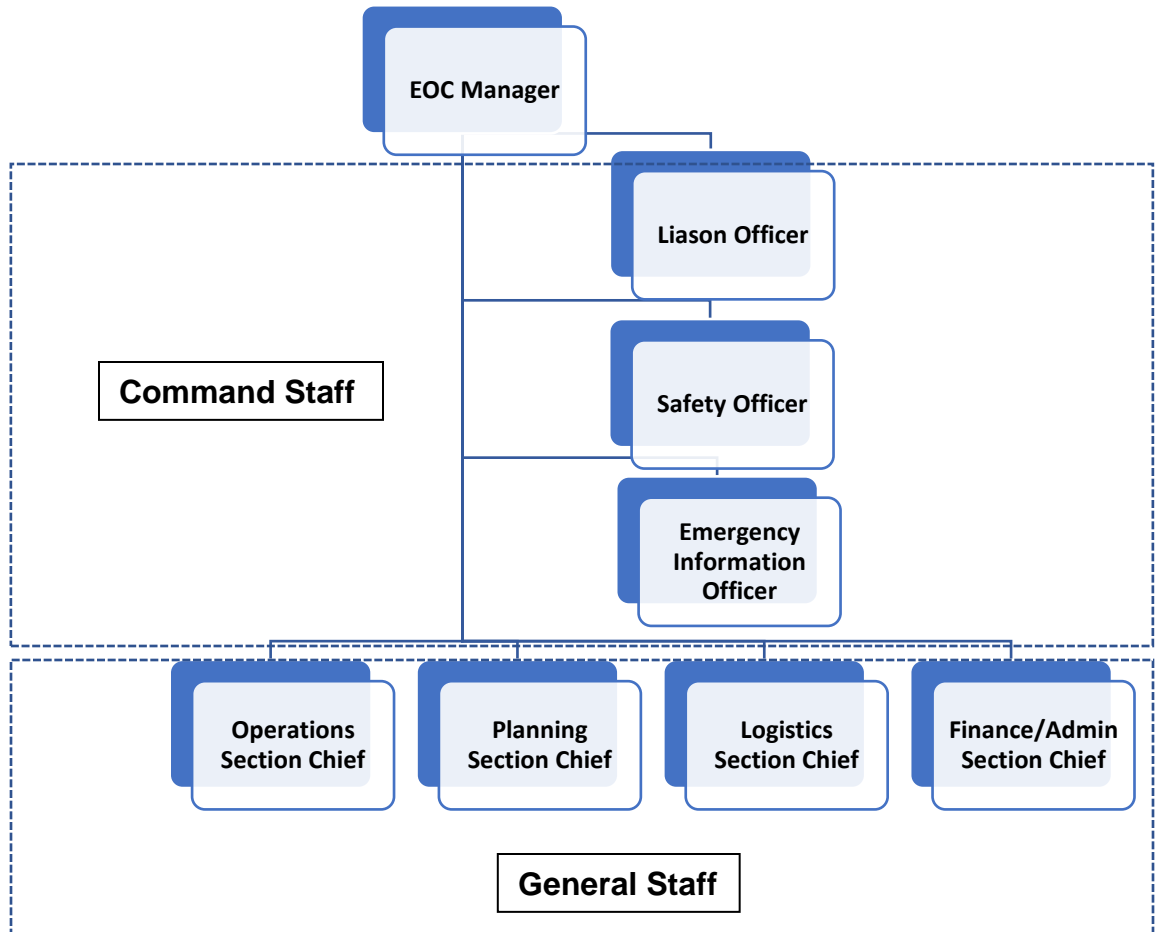 EOC Manager
Liason Officer
Command Staff
Safety Officer
Emergency
Information
Officer
Operations
Section Chief
Planning
Section Chief
Logistics
Section Chief
Finance/Admin
Section Chief
General Staff